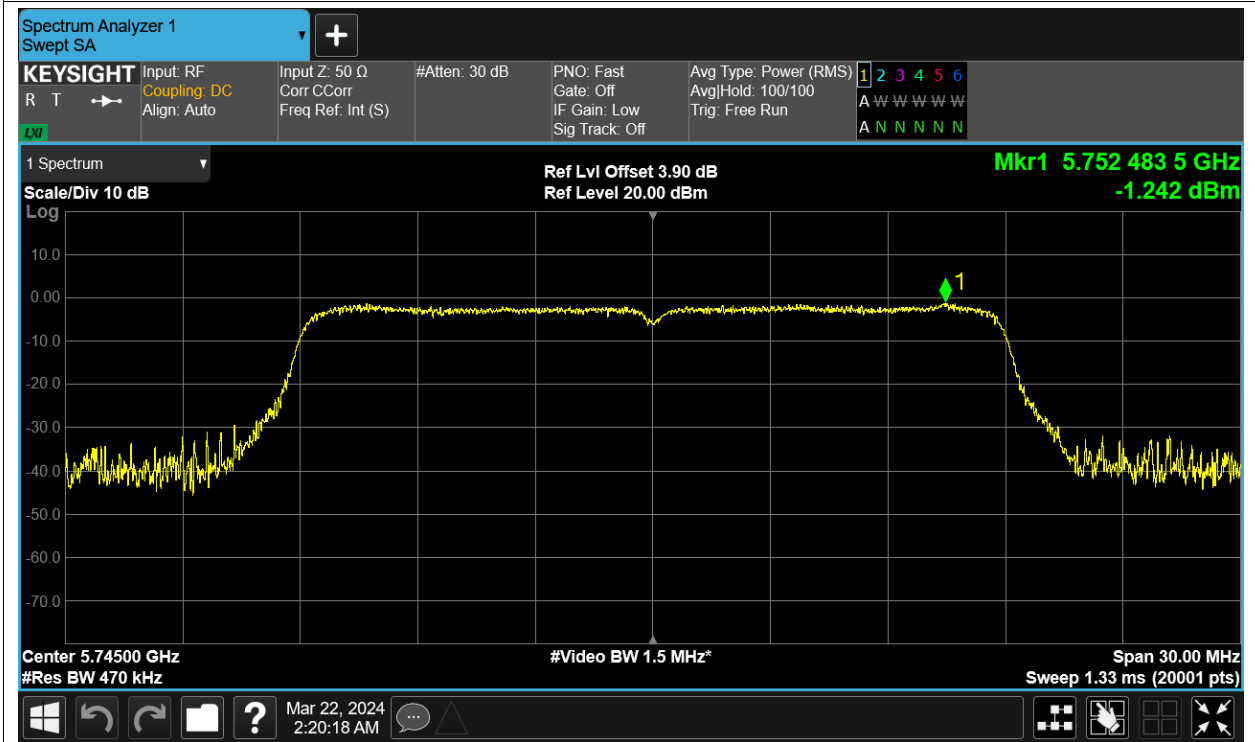 Spectrum Analyzer 1
Swept SA
KEYSIGHT
R T
LXI
Input: RF
Coupling: DC
Align: Auto
Input Z: 50 Ω
Corr CCorr
Freq Ref: Int (S)
#Atten: 30 dB
PNO: Fast
Gate: Off
IF Gain: Low
Sig Track: Off
Avg Type: Power (RMS)
Avg|Hold: 100/100
Trig: Free Run
1 2 3 4 5 6
A W W W W W
A N N N N N
1 Spectrum
Scale/Div 10 dB
Log
Ref Lvl Offset 3.90 dB
Ref Level 20.00 dBm
Mkr1 5.752 483 5 GHz
-1.242 dBm
10.0
0.00
-10.0
-20.0
-30.0
-40.0
-50.0
-60.0
-70.0
1
Center 5.74500 GHz
#Res BW 470 kHz
#Video BW 1.5 MHz*
Span 30.00 MHz
Sweep 1.33 ms (20001 pts)
?
Mar 22, 2024
2:20:18 AM